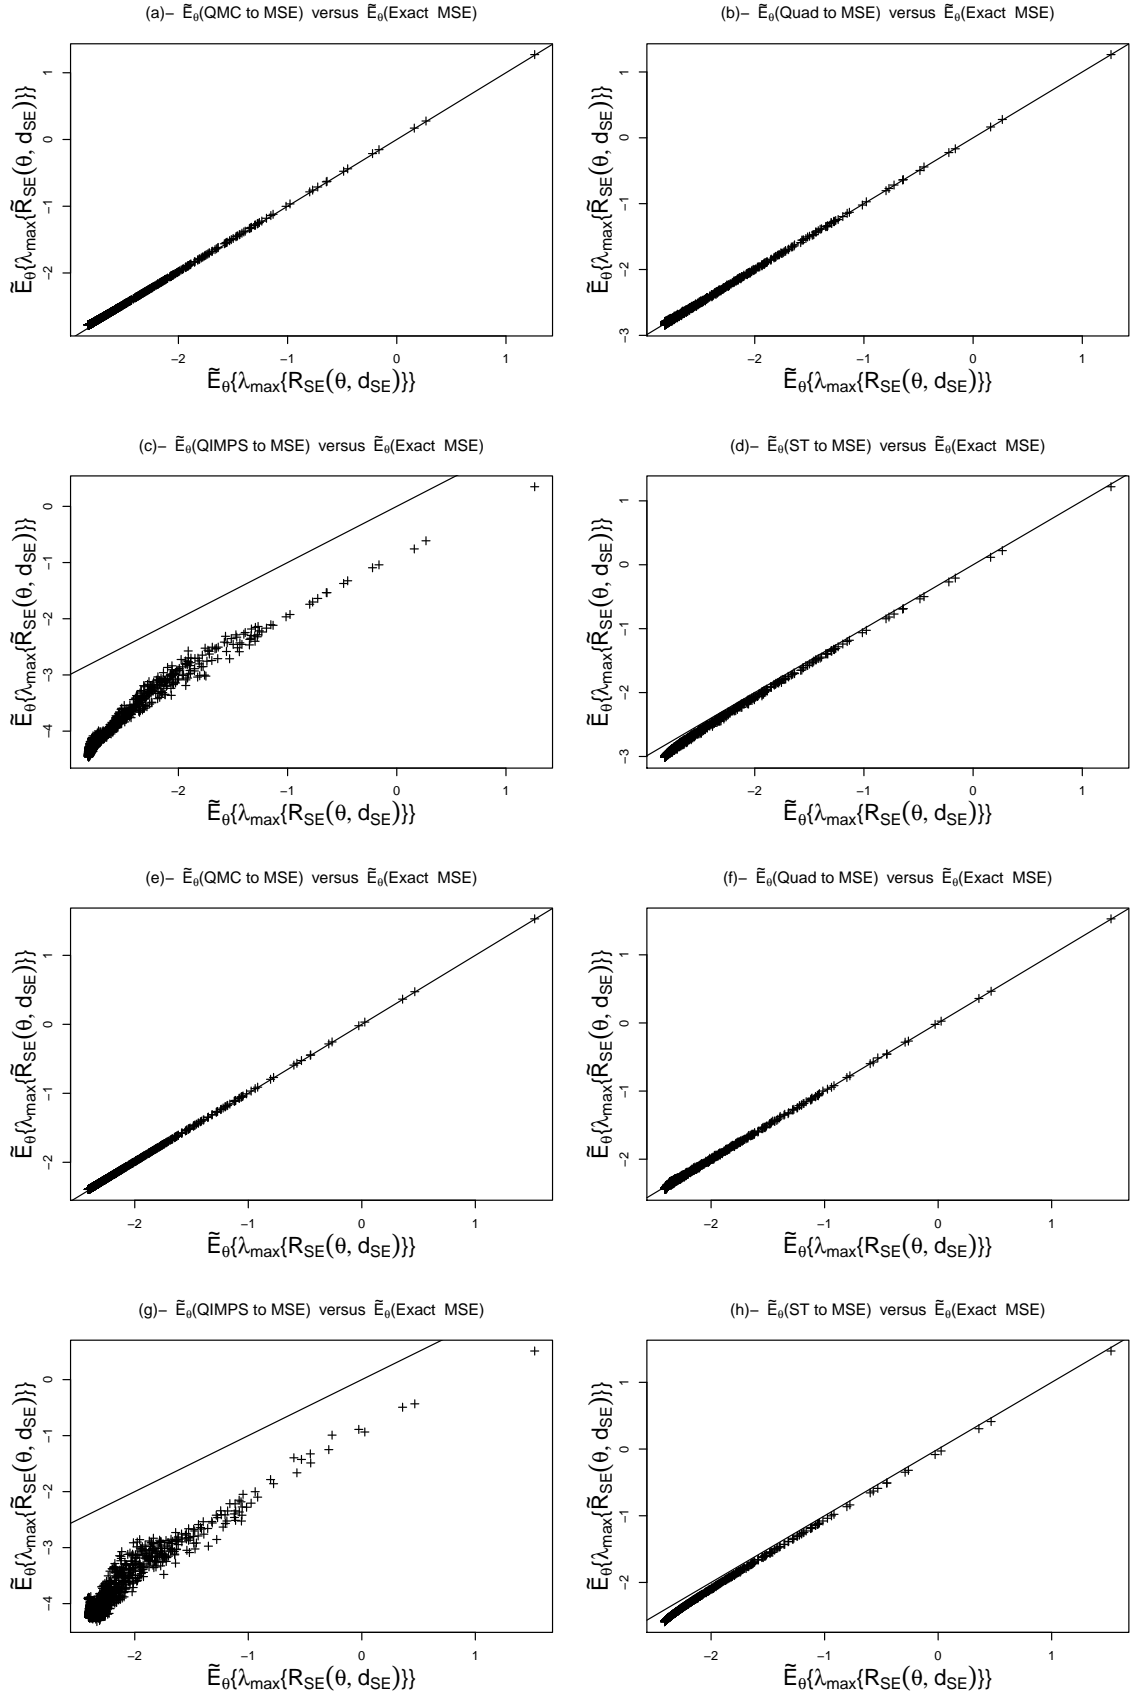 (a)− Ẽθ(QMC to MSE) versus Ẽθ(Exact MSE)
Ẽθ{λmax{R̃SE(θ, dSE)}}
1
0
−1
−2
−2 −1 0 1
Ẽθ{λmax{RSE(θ, dSE)}}
(b)− Ẽθ(Quad to MSE) versus Ẽθ(Exact MSE)
Ẽθ{λmax{R̃SE(θ, dSE)}}
1
0
−1
−2
−3
−2 −1 0 1
Ẽθ{λmax{RSE(θ, dSE)}}
(c)− Ẽθ(QIMPS to MSE) versus Ẽθ(Exact MSE)
Ẽθ{λmax{R̃SE(θ, dSE)}}
0
−1
−2
−3
−4
−2 −1 0 1
Ẽθ{λmax{RSE(θ, dSE)}}
(d)− Ẽθ(ST to MSE) versus Ẽθ(Exact MSE)
Ẽθ{λmax{R̃SE(θ, dSE)}}
1
0
−1
−2
−3
−2 −1 0 1
Ẽθ{λmax{RSE(θ, dSE)}}
(e)− Ẽθ(QMC to MSE) versus Ẽθ(Exact MSE)
Ẽθ{λmax{R̃SE(θ, dSE)}}
1
0
−1
−2
−2 −1 0 1
Ẽθ{λmax{RSE(θ, dSE)}}
(f)− Ẽθ(Quad to MSE) versus Ẽθ(Exact MSE)
Ẽθ{λmax{R̃SE(θ, dSE)}}
1
0
−1
−2
−2 −1 0 1
Ẽθ{λmax{RSE(θ, dSE)}}
(g)− Ẽθ(QIMPS to MSE) versus Ẽθ(Exact MSE)
Ẽθ{λmax{R̃SE(θ, dSE)}}
0
−1
−2
−3
−4
−2 −1 0 1
Ẽθ{λmax{RSE(θ, dSE)}}
(h)− Ẽθ(ST to MSE) versus Ẽθ(Exact MSE)
Ẽθ{λmax{R̃SE(θ, dSE)}}
1
0
−1
−2
−2 −1 0 1
Ẽθ{λmax{RSE(θ, dSE)}}